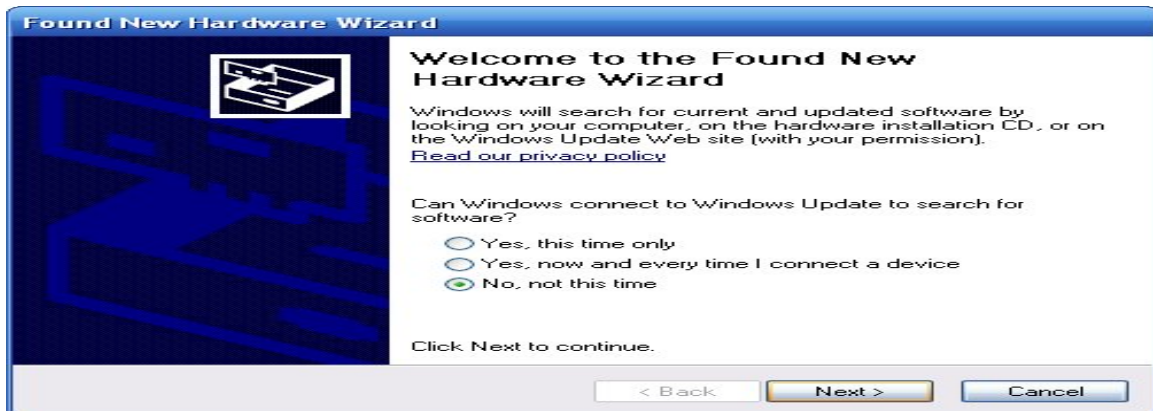 Found New Hardware Wizard
Welcome to the Found New
Hardware Wizard
Windows will search for current and updated software by
looking on your computer, on the hardware installation CD, or on
the Windows Update Web site (with your permission).
Read our privacy policy
Can Windows connect to Windows Update to search for
software?
Yes, this time only
Yes, now and every time I connect a device
No, not this time
Click Next to continue.
< Back Next > Cancel